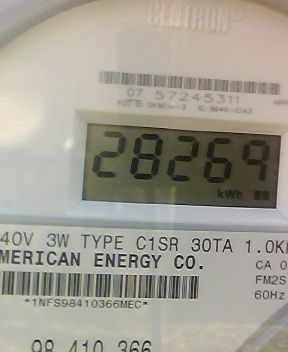 CENTRON
07 57245311
28269
kWh
40V 3W TYPE C1SR 30TA 1.0K
MERICAN ENERGY CO.
CA 0
FM2S
60Hz
*1NFS98410366MEC*
98 410 366